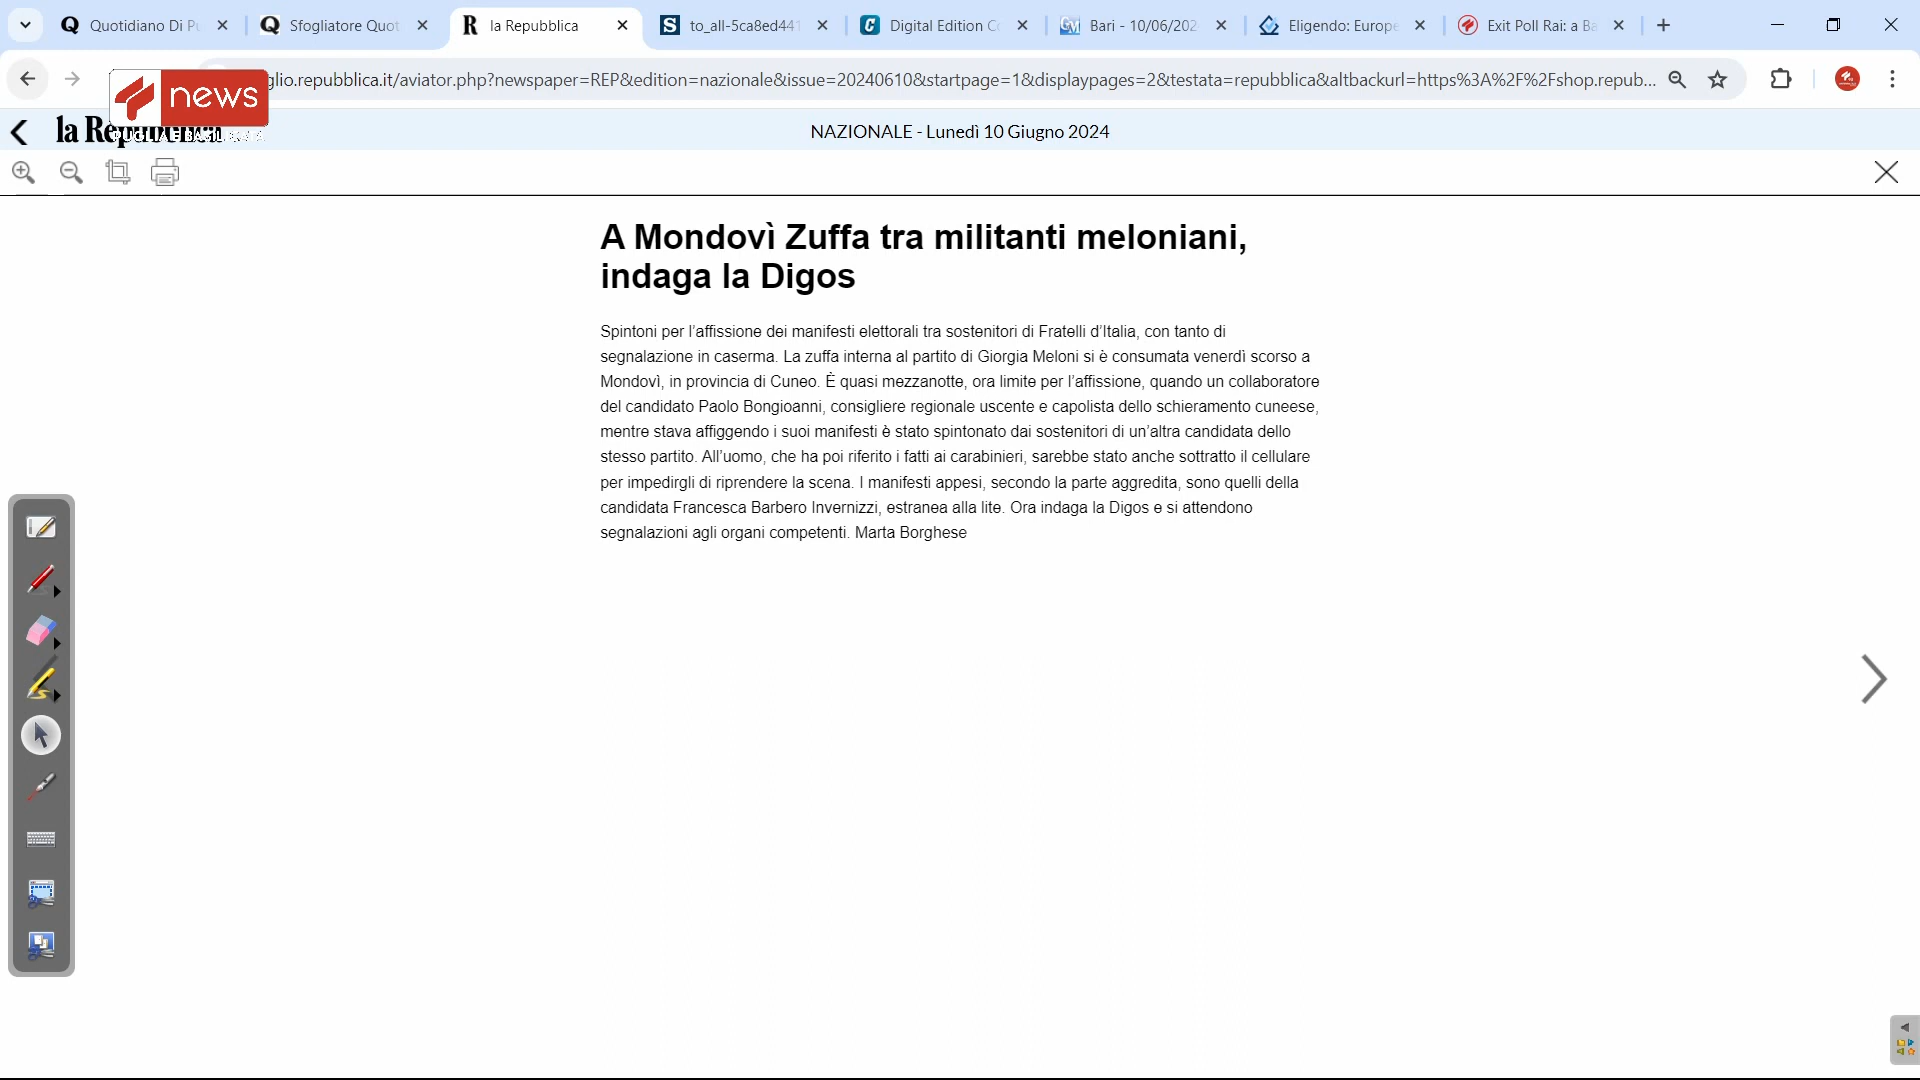 Quotidiano Di Pu
Sfogliatore Quot
la Repubblica
to_all-5ca8ed441
Digital Edition Co
Bari - 10/06/202
Eligendo: Europe
Exit Poll Rai: a Ba
glio.repubblica.it/aviator.php?newspaper=REP&edition=nazionale&issue=20240610&startpage=1&displaypages=2&testata=repubblica&altbackurl=https%3A%2F%2Fshop.repub...
news
PUGLIA E BASILICATA
la Repubblica
NAZIONALE - Lunedì 10 Giugno 2024
A Mondovì Zuffa tra militanti meloniani,
indaga la Digos
Spintoni per l'affissione dei manifesti elettorali tra sostenitori di Fratelli d'Italia, con tanto di
segnalazione in caserma. La zuffa interna al partito di Giorgia Meloni si è consumata venerdì scorso a
Mondovì, in provincia di Cuneo. È quasi mezzanotte, ora limite per l'affissione, quando un collaboratore
del candidato Paolo Bongioanni, consigliere regionale uscente e capolista dello schieramento cuneese,
mentre stava affiggendo i suoi manifesti è stato spintonato dai sostenitori di un'altra candidata dello
stesso partito. All'uomo, che ha poi riferito i fatti ai carabinieri, sarebbe stato anche sottratto il cellulare
per impedirgli di riprendere la scena. I manifesti appesi, secondo la parte aggredita, sono quelli della
candidata Francesca Barbero Invernizzi, estranea alla lite. Ora indaga la Digos e si attendono
segnalazioni agli organi competenti. Marta Borghese